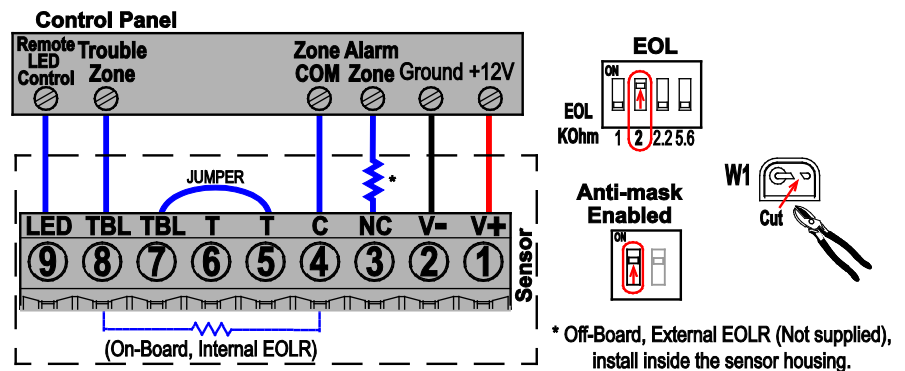 Control Panel
Remote LED Control
Trouble Zone
Zone COM
Alarm Zone
Ground
+12V
JUMPER
*
LED TBL TBL T T C NC V- V+
9 8 7 6 5 4 3 2 1
Sensor
(On-Board, Internal EOLR)
EOL
ON
EOL
KOhm 1 2 2.2 5.6
Anti-mask
Enabled
ON
W1
Cut
* Off-Board, External EOLR (Not supplied),
install inside the sensor housing.